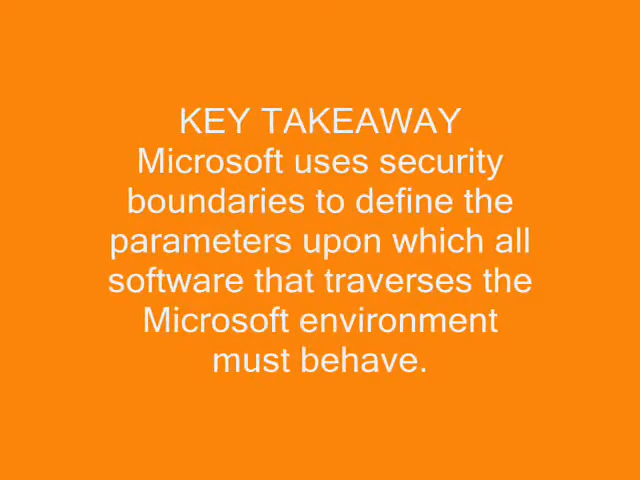 KEY TAKEAWAY
Microsoft uses security
boundaries to define the
parameters upon which all
software that traverses the
Microsoft environment
must behave.